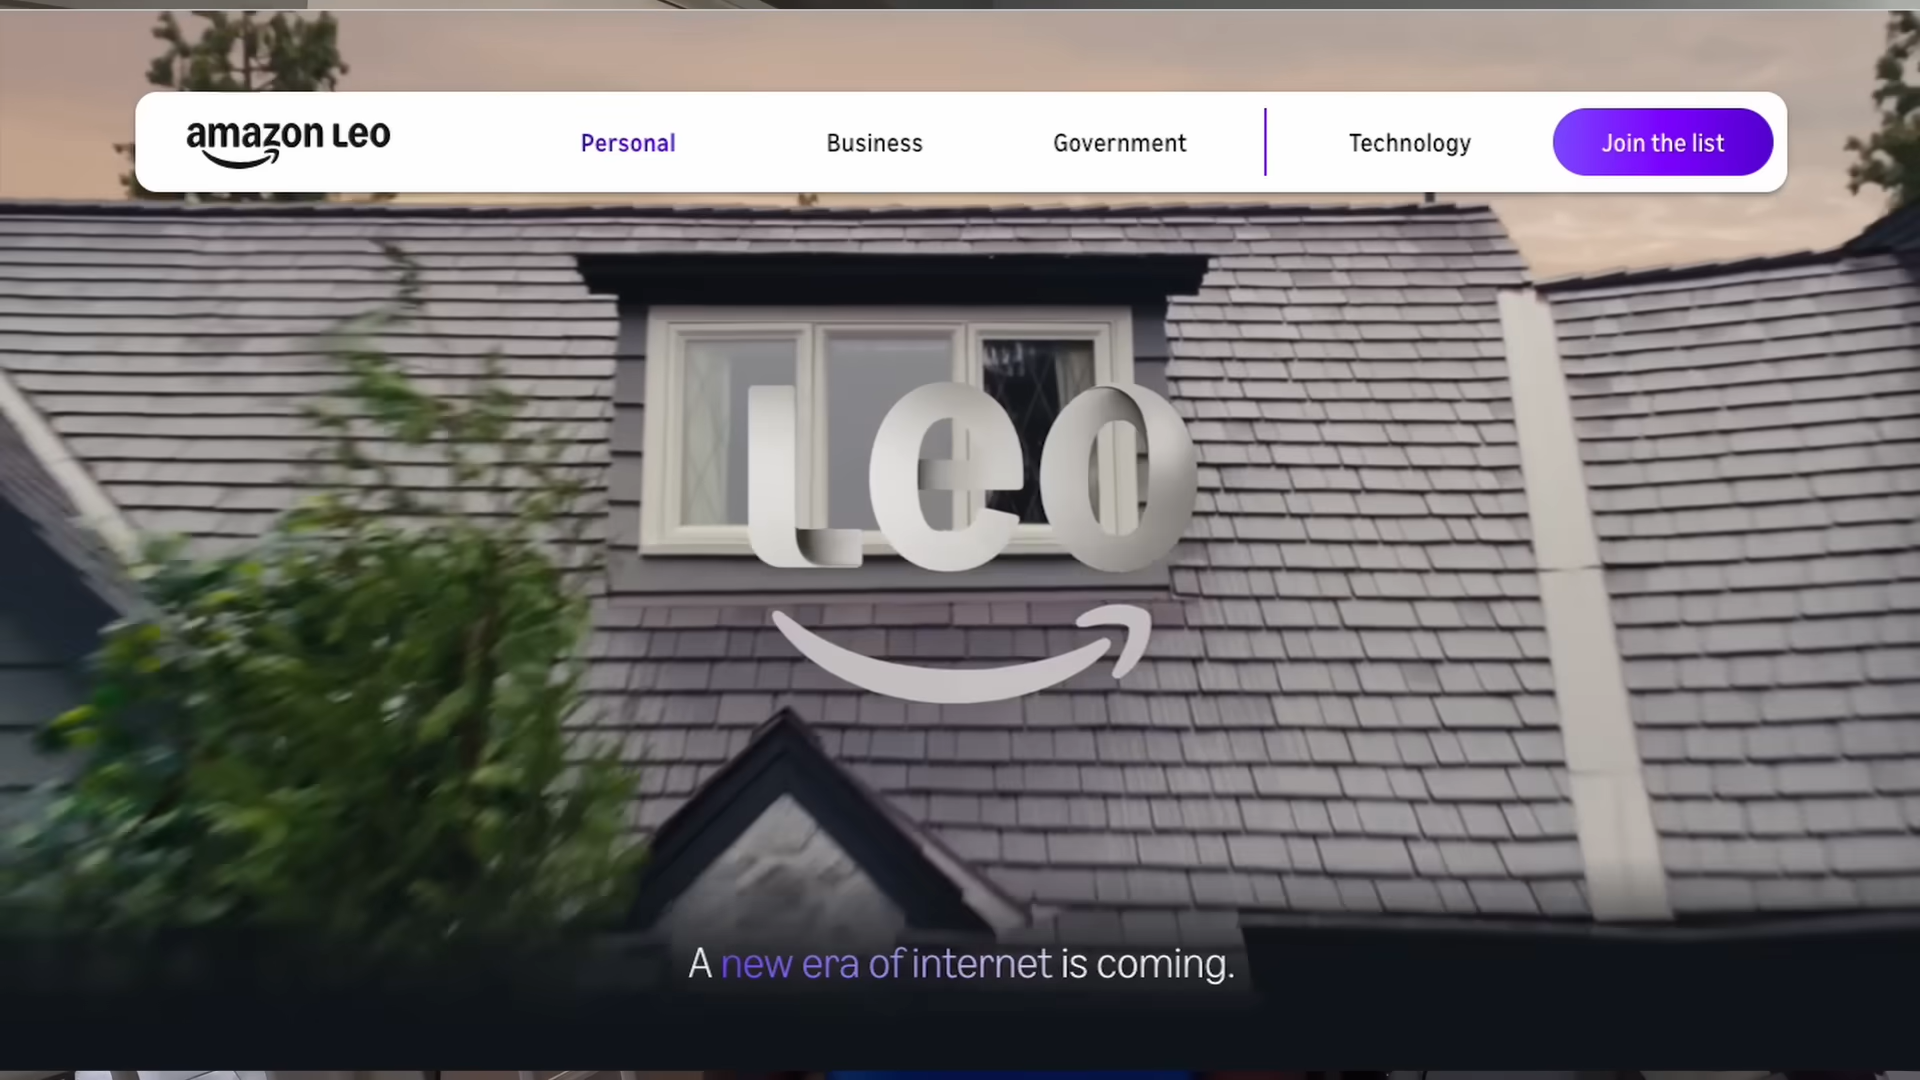 amazon Leo
Personal
Business
Government
Technology
Join the list
Leo
A new era of internet is coming.